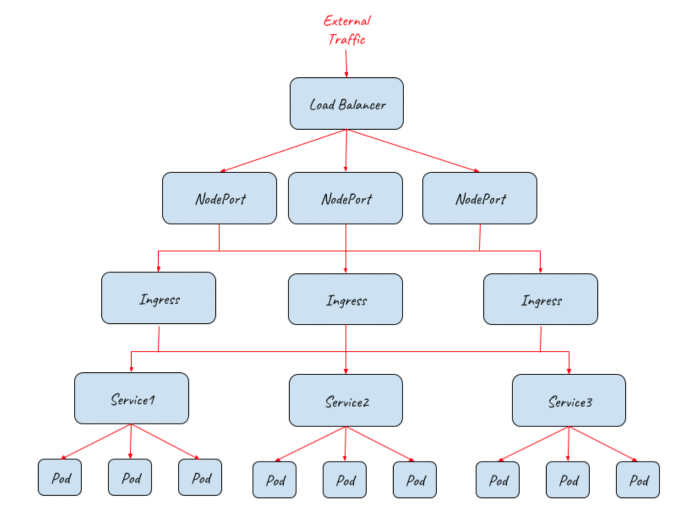 External
Traffic
Load Balancer
NodePort
NodePort
NodePort
Ingress
Ingress
Ingress
Service1
Service2
Service3
Pod
Pod
Pod
Pod
Pod
Pod
Pod
Pod
Pod